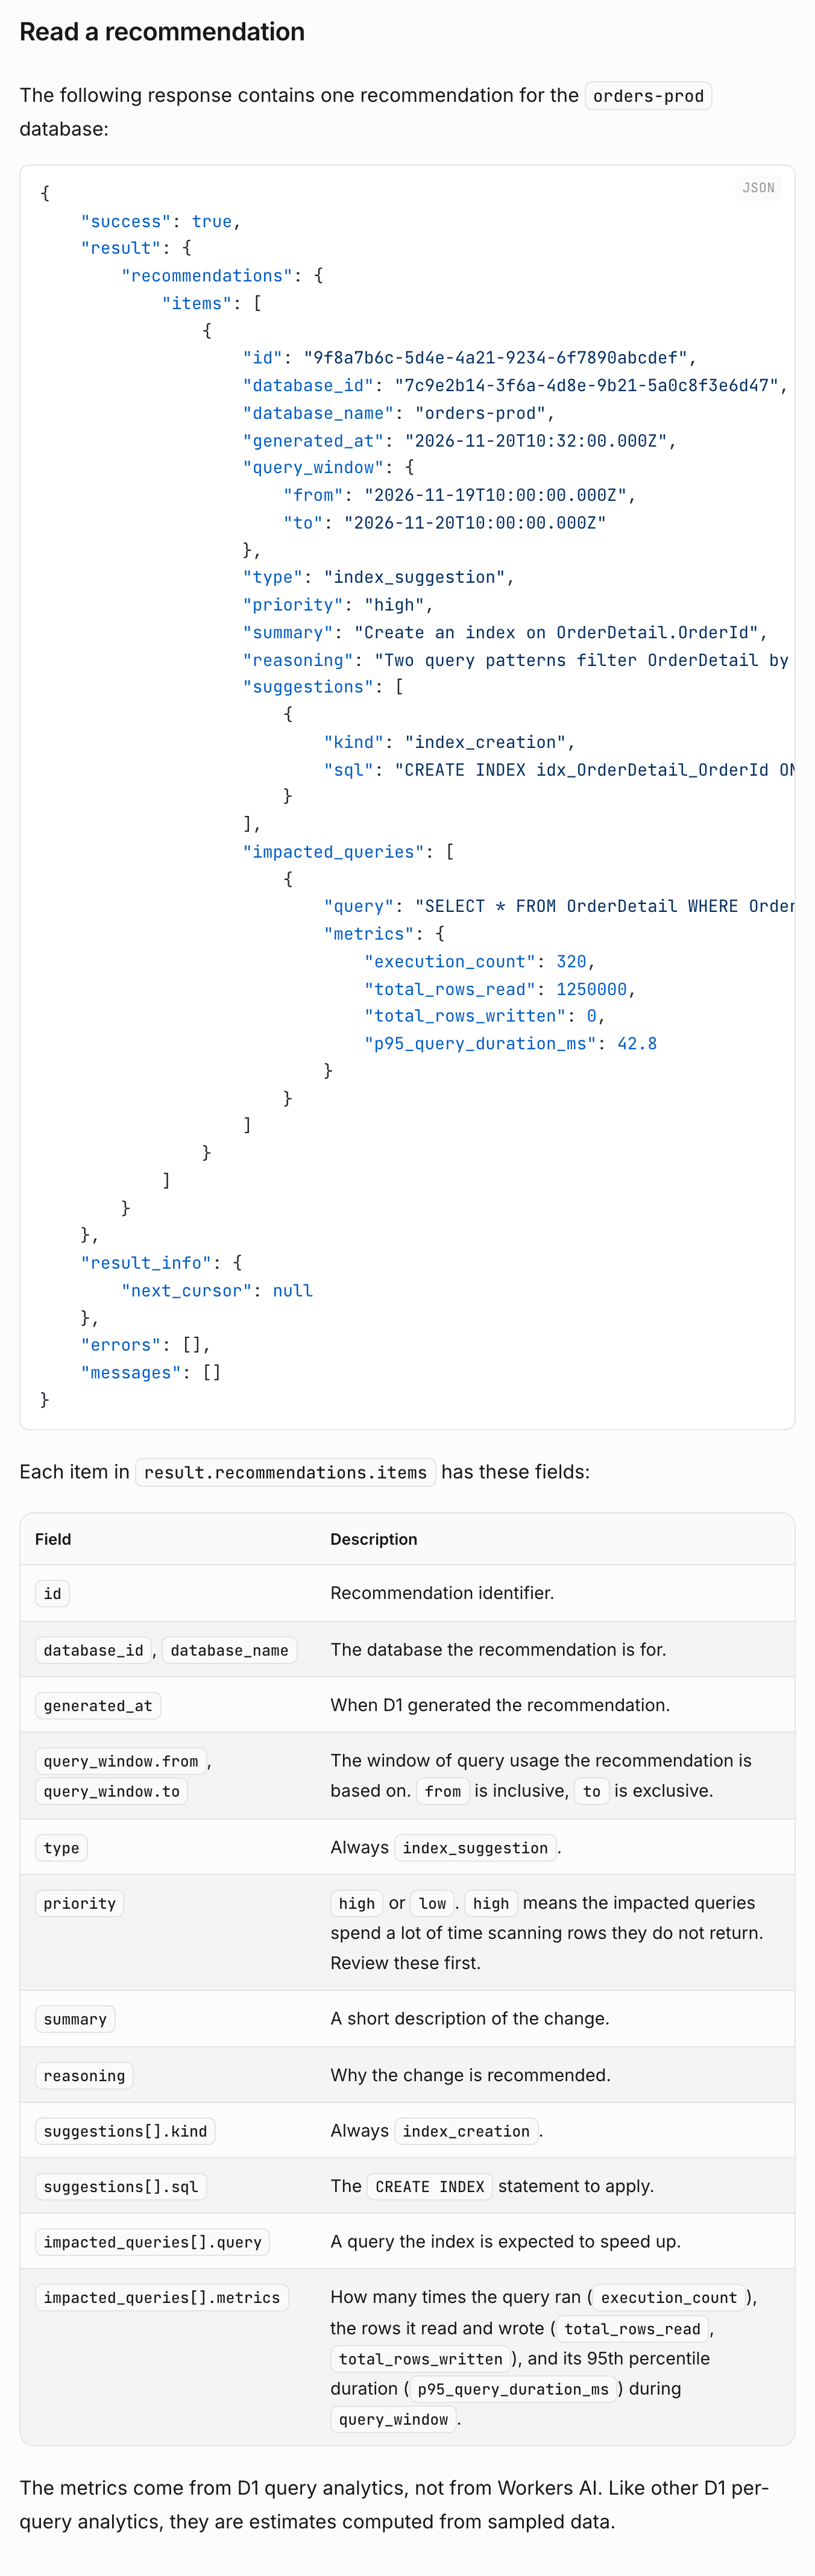 Read a recommendation
The following response contains one recommendation for the orders-prod
database:
JSON
{
    "success": true,
    "result": {
        "recommendations": {
            "items": [
                {
                    "id": "9f8a7b6c-5d4e-4a21-9234-6f7890abcdef",
                    "database_id": "7c9e2b14-3f6a-4d8e-9b21-5a0c8f3e6d47",
                    "database_name": "orders-prod",
                    "generated_at": "2026-11-20T10:32:00.000Z",
                    "query_window": {
                        "from": "2026-11-19T10:00:00.000Z",
                        "to": "2026-11-20T10:00:00.000Z"
                    },
                    "type": "index_suggestion",
                    "priority": "high",
                    "summary": "Create an index on OrderDetail.OrderId",
                    "reasoning": "Two query patterns filter OrderDetail by
                    "suggestions": [
                        {
                            "kind": "index_creation",
                            "sql": "CREATE INDEX idx_OrderDetail_OrderId ON
                        }
                    ],
                    "impacted_queries": [
                        {
                            "query": "SELECT * FROM OrderDetail WHERE Order
                            "metrics": {
                                "execution_count": 320,
                                "total_rows_read": 1250000,
                                "total_rows_written": 0,
                                "p95_query_duration_ms": 42.8
                            }
                        }
                    ]
                }
            ]
        }
    },
    "result_info": {
        "next_cursor": null
    },
    "errors": [],
    "messages": []
}
Each item in result.recommendations.items has these fields:
Field Description
id Recommendation identifier.
database_id, database_name The database the recommendation is for.
generated_at When D1 generated the recommendation.
query_window.from, The window of query usage the recommendation is
query_window.to based on. from is inclusive, to is exclusive.
type Always index_suggestion.
priority high or low. high means the impacted queries
spend a lot of time scanning rows they do not return.
Review these first.
summary A short description of the change.
reasoning Why the change is recommended.
suggestions[].kind Always index_creation.
suggestions[].sql The CREATE INDEX statement to apply.
impacted_queries[].query A query the index is expected to speed up.
impacted_queries[].metrics How many times the query ran (execution_count),
the rows it read and wrote (total_rows_read,
total_rows_written), and its 95th percentile
duration (p95_query_duration_ms) during
query_window.
The metrics come from D1 query analytics, not from Workers AI. Like other D1 per-
query analytics, they are estimates computed from sampled data.